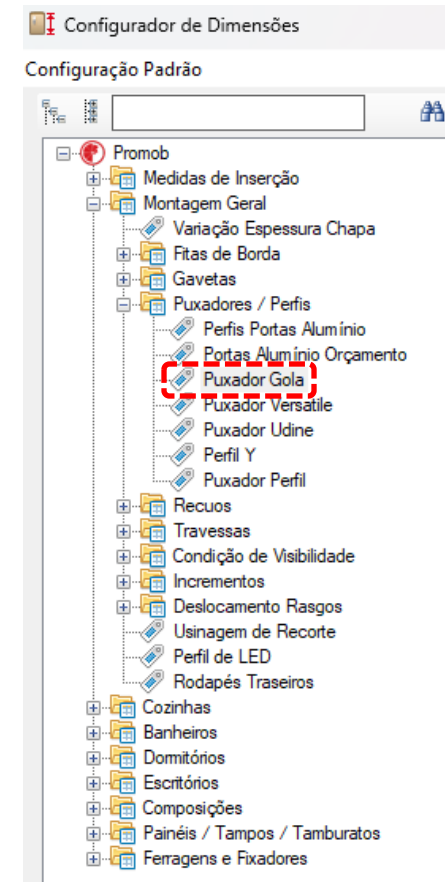 Configurador de Dimensões
Configuração Padrão
Promob
Medidas de Inserção
Montagem Geral
Variação Espessura Chapa
Fitas de Borda
Gavetas
Puxadores / Perfis
Perfis Portas Alumínio
Portas Alumínio Orçamento
Puxador Gola
Puxador Versatile
Puxador Udine
Perfil Y
Puxador Perfil
Recuos
Travessas
Condição de Visibilidade
Incrementos
Deslocamento Rasgos
Usinagem de Recorte
Perfil de LED
Rodapés Traseiros
Cozinhas
Banheiros
Dormitórios
Escritórios
Composições
Painéis / Tampos / Tamburatos
Ferragens e Fixadores